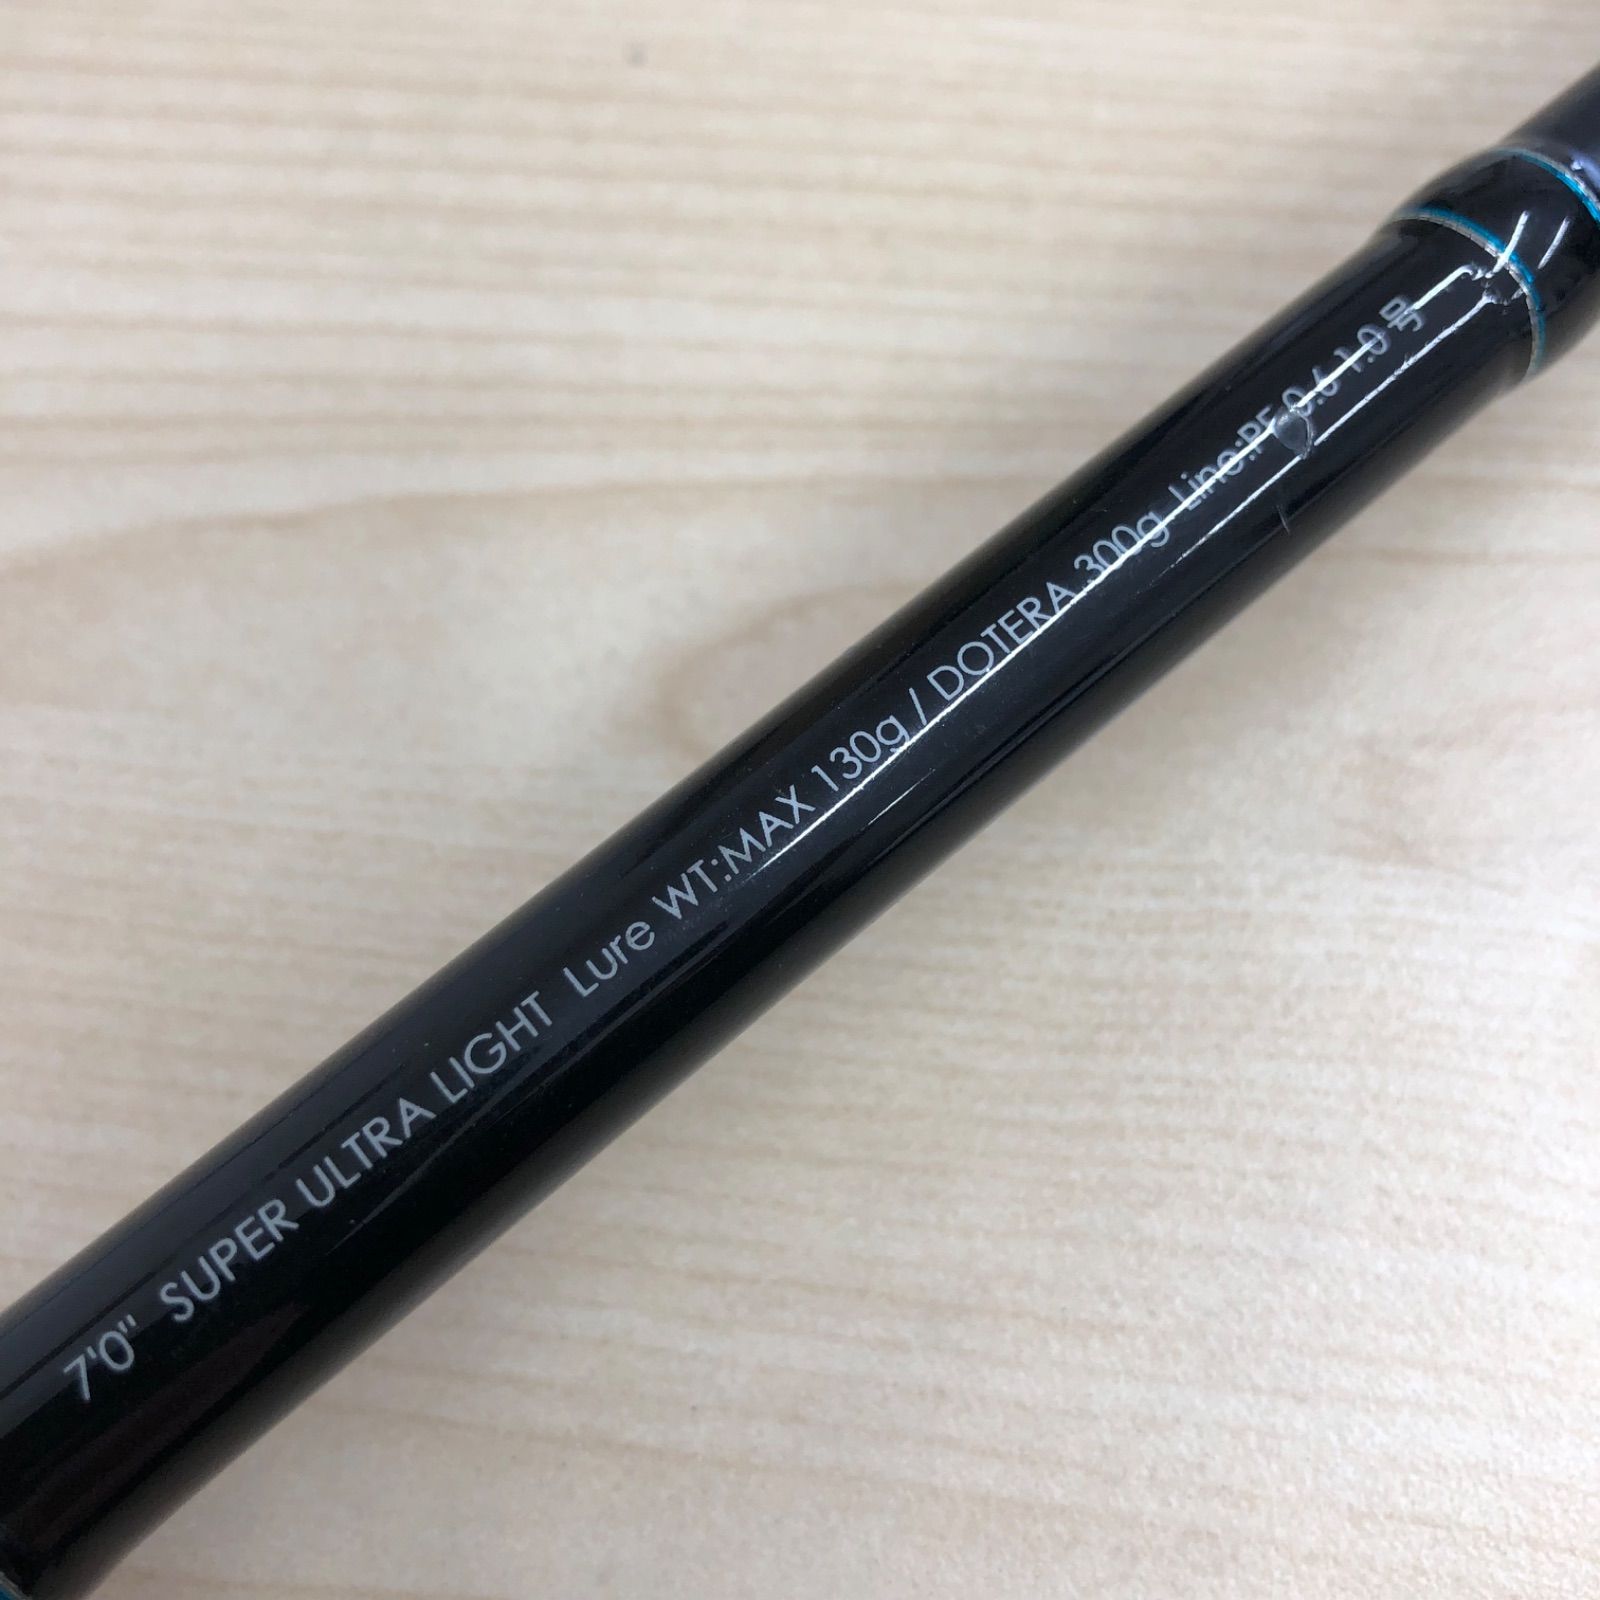 7'0" SUPER ULTRA LIGHT Lure WT:MAX 130g / DOTERA 300g Line:PE 0.6-1.0号